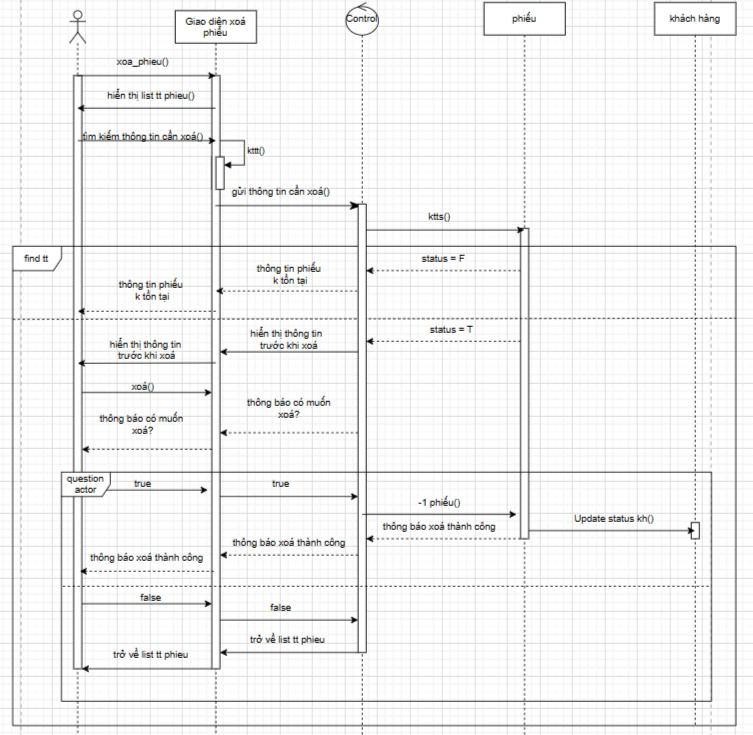 Giao diện xoá
phiếu
Control
phiếu
khách hàng
xoa_phieu()
hiển thị list tt phieu()
tìm kiếm thông tin cần xoá()
kttt()
gửi thông tin cần xoá()
ktts()
find tt
status = F
thông tin phiếu
k tồn tại
thông tin phiếu
k tồn tại
status = T
hiển thị thông tin
trước khi xoá
hiển thị thông tin
trước khi xoá
xoá()
thông báo có muốn
xoá?
thông báo có muốn
xoá?
question
actor
true
true
-1 phiếu()
Update status kh()
thông báo xoá thành công
thông báo xoá thành công
thông báo xoá thành công
false
false
trở về list tt phieu
trở về list tt phieu